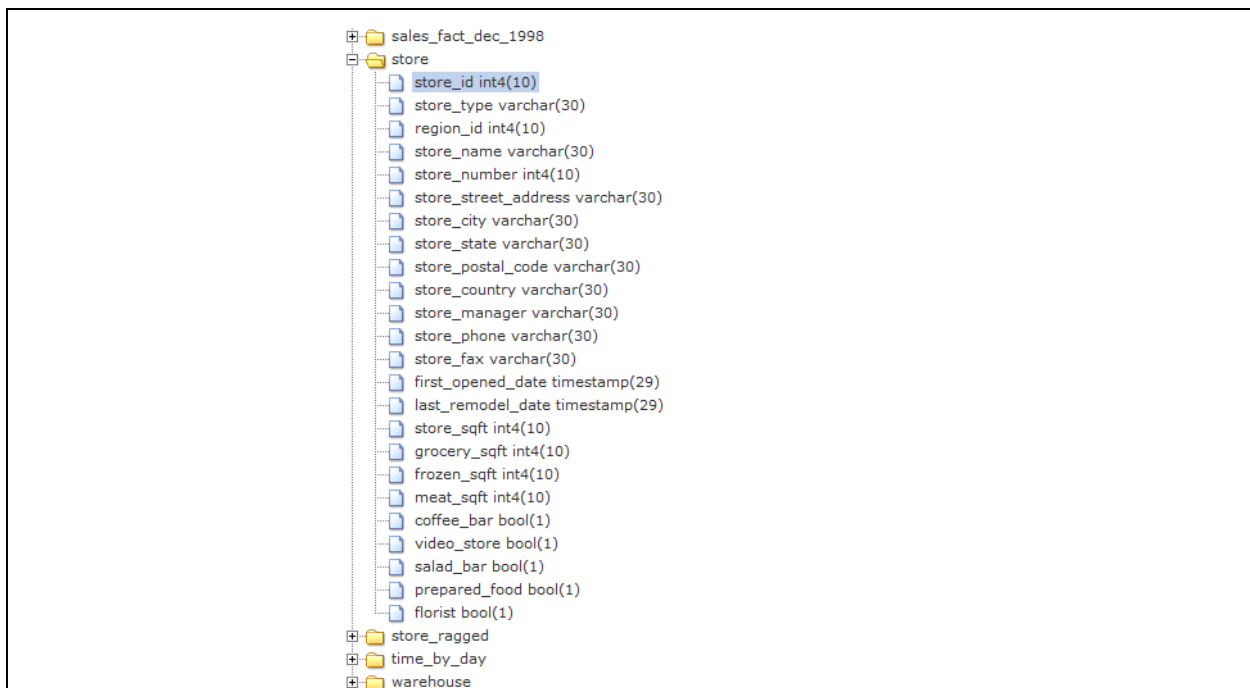 sales_fact_dec_1998
store
store_id int4(10)
store_type varchar(30)
region_id int4(10)
store_name varchar(30)
store_number int4(10)
store_street_address varchar(30)
store_city varchar(30)
store_state varchar(30)
store_postal_code varchar(30)
store_country varchar(30)
store_manager varchar(30)
store_phone varchar(30)
store_fax varchar(30)
first_opened_date timestamp(29)
last_remodel_date timestamp(29)
store_sqft int4(10)
grocery_sqft int4(10)
frozen_sqft int4(10)
meat_sqft int4(10)
coffee_bar bool(1)
video_store bool(1)
salad_bar bool(1)
prepared_food bool(1)
florist bool(1)
store_ragged
time_by_day
warehouse